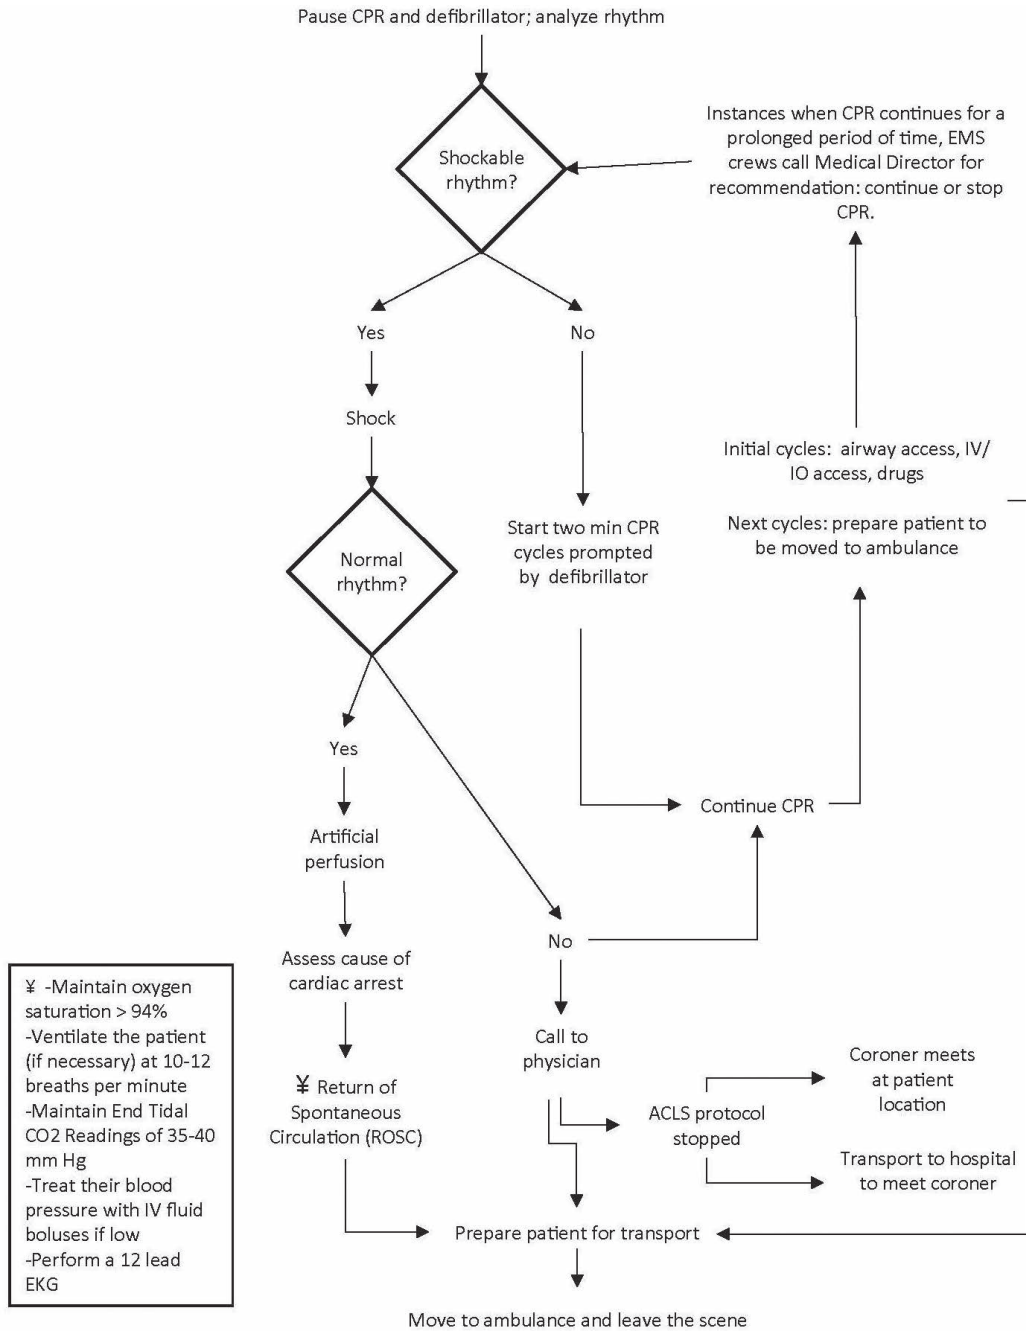 Pause CPR and defibrillator; analyze rhythm
Shockable
rhythm?
Instances when CPR continues for a
prolonged period of time, EMS
crews call Medical Director for
recommendation: continue or stop
CPR.
Yes
No
Shock
Initial cycles: airway access, IV/
IO access, drugs
Next cycles: prepare patient to
be moved to ambulance
Start two min CPR
cycles prompted
by defibrillator
Normal
rhythm?
Yes
Continue CPR
Artificial
perfusion
No
Assess cause of
cardiac arrest
¥ -Maintain oxygen
saturation > 94%
-Ventilate the patient
(if necessary) at 10-12
breaths per minute
-Maintain End Tidal
CO2 Readings of 35-40
mm Hg
-Treat their blood
pressure with IV fluid
boluses if low
-Perform a 12 lead
EKG
Call to
physician
¥ Return of
Spontaneous
Circulation (ROSC)
ACLS protocol
stopped
Coroner meets
at patient
location
Transport to hospital
to meet coroner
Prepare patient for transport
Move to ambulance and leave the scene